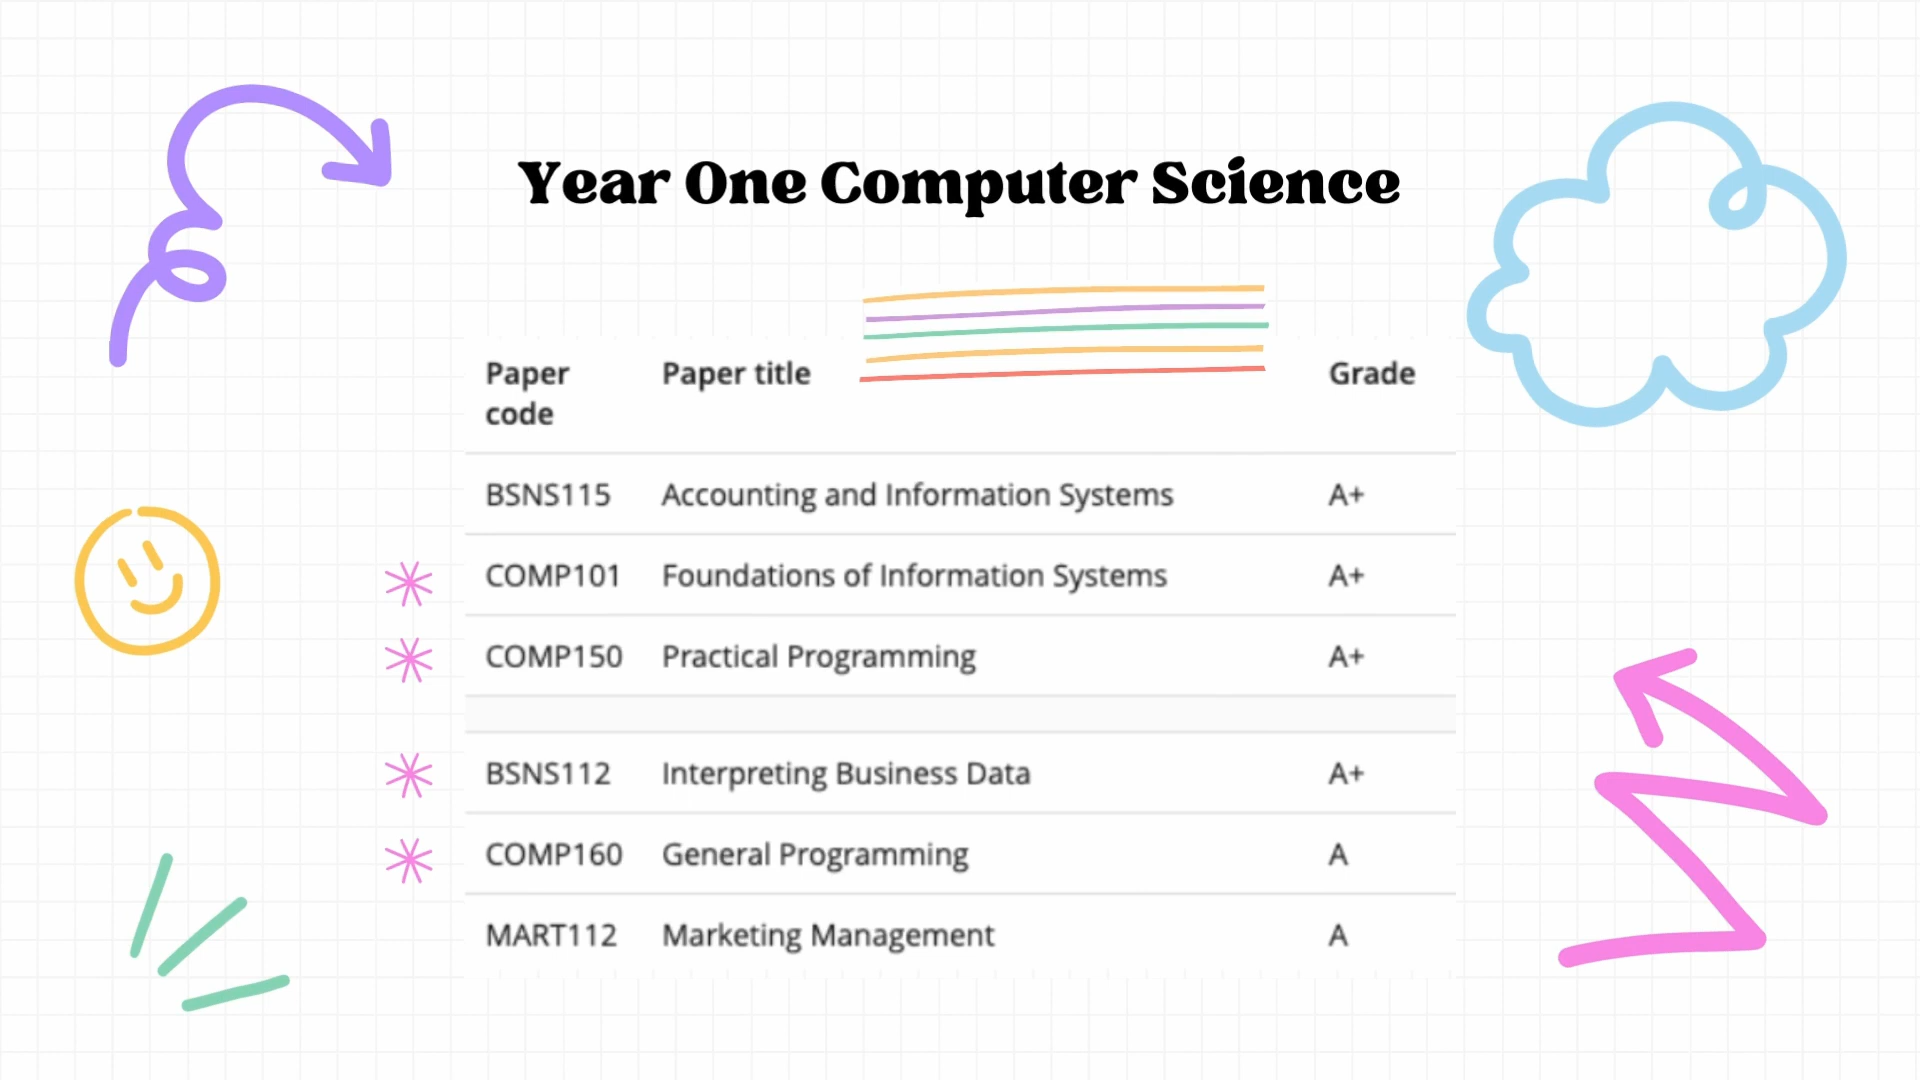 Year One Computer Science
Paper code Paper title Grade
BSNS115 Accounting and Information Systems A+
COMP101 Foundations of Information Systems A+
COMP150 Practical Programming A+
BSNS112 Interpreting Business Data A+
COMP160 General Programming A
MART112 Marketing Management A